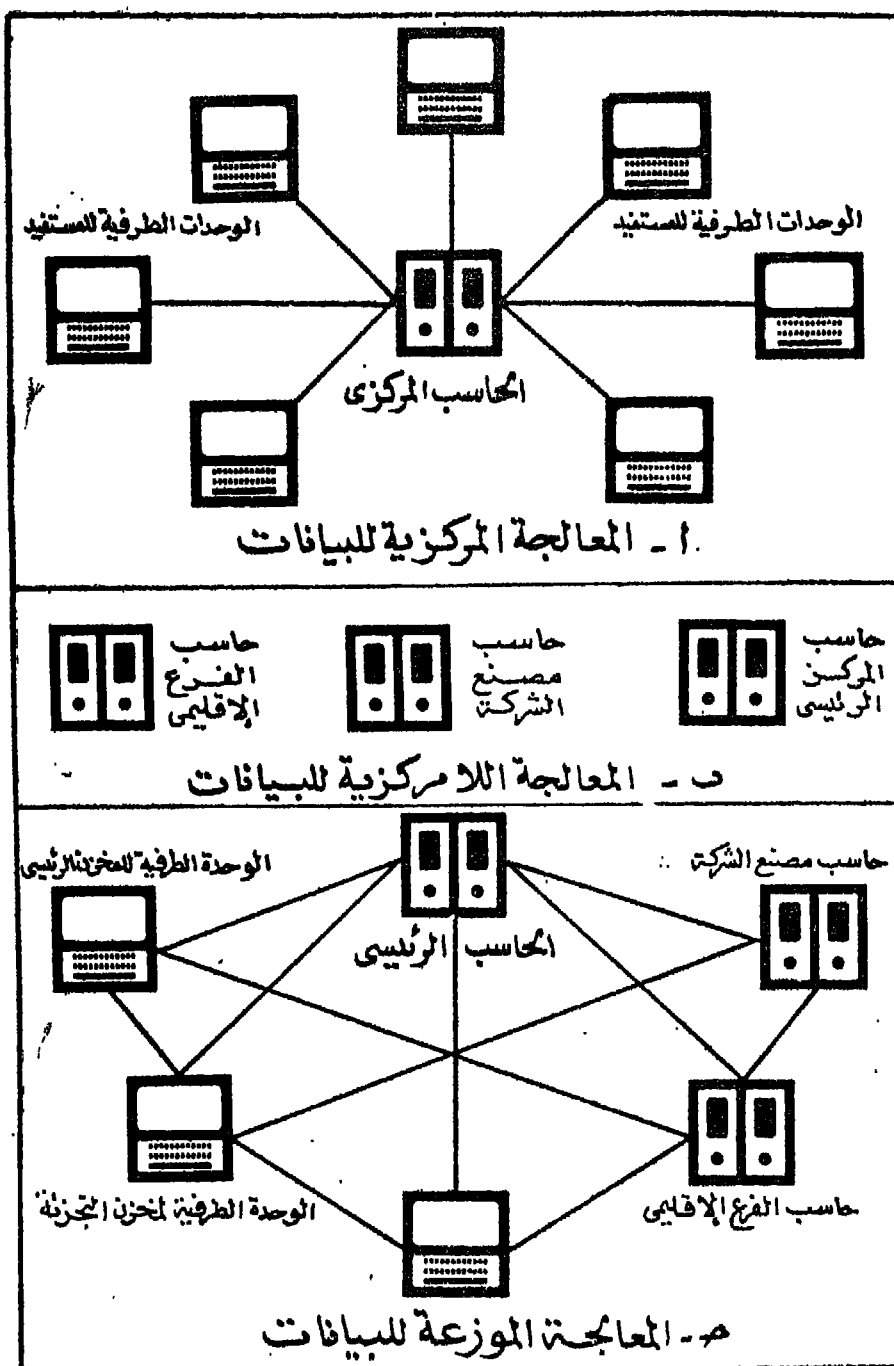 الوحدات الطرفية للمستفيد
الوحدات الطرفية للمستفيد
الحاسب المركزى
أ - المعالجة المركزية للبيانات
حاسب
المركز
الرئيسى
حاسب
مصنع
الشركة
حاسب
الفرع
الإقليمى
ب - المعالجة اللامركزية للبيانات
حاسب مصنع الشركة
الوحدة الطرفية للمخزن الرئيسى
الحاسب الرئيسى
حاسب الفرع الإقليمى
الوحدة الطرفية لمخزن التجزئة
ﺟ - المعالجة الموزعة للبيانات